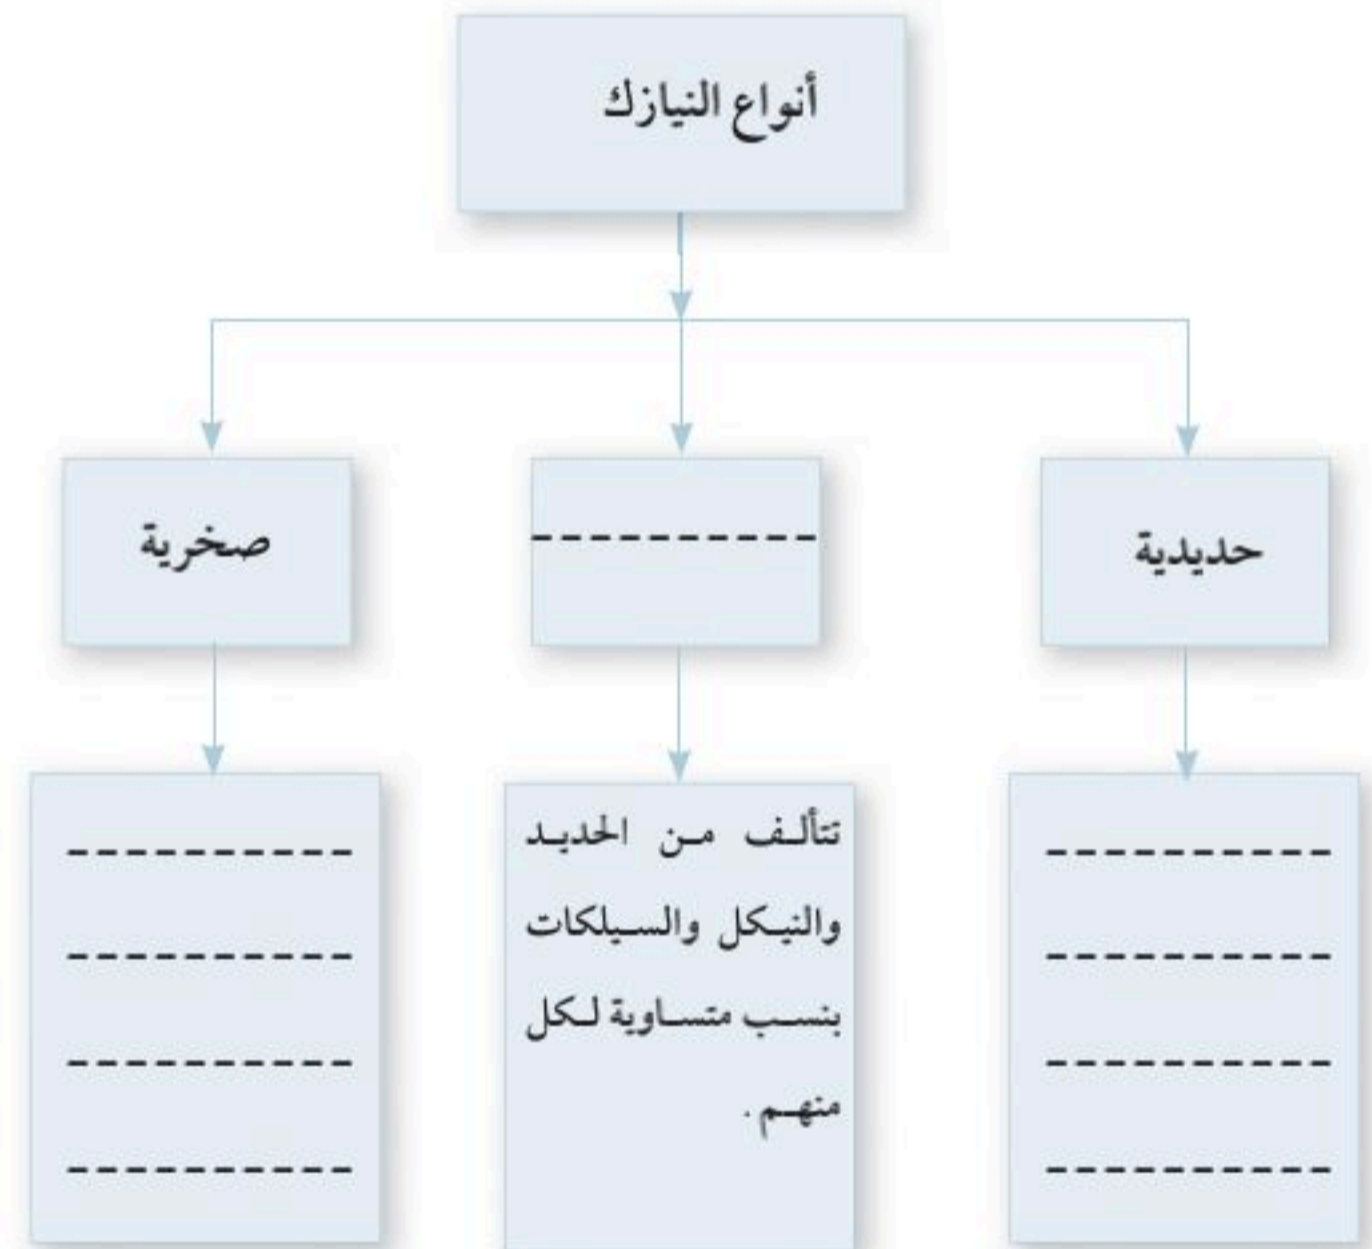 أنواع النيازك
حديدية
صخرية
تتألف من الحديد
والنيكل والسيلكات
بنسب متساوية لكل
منهم.